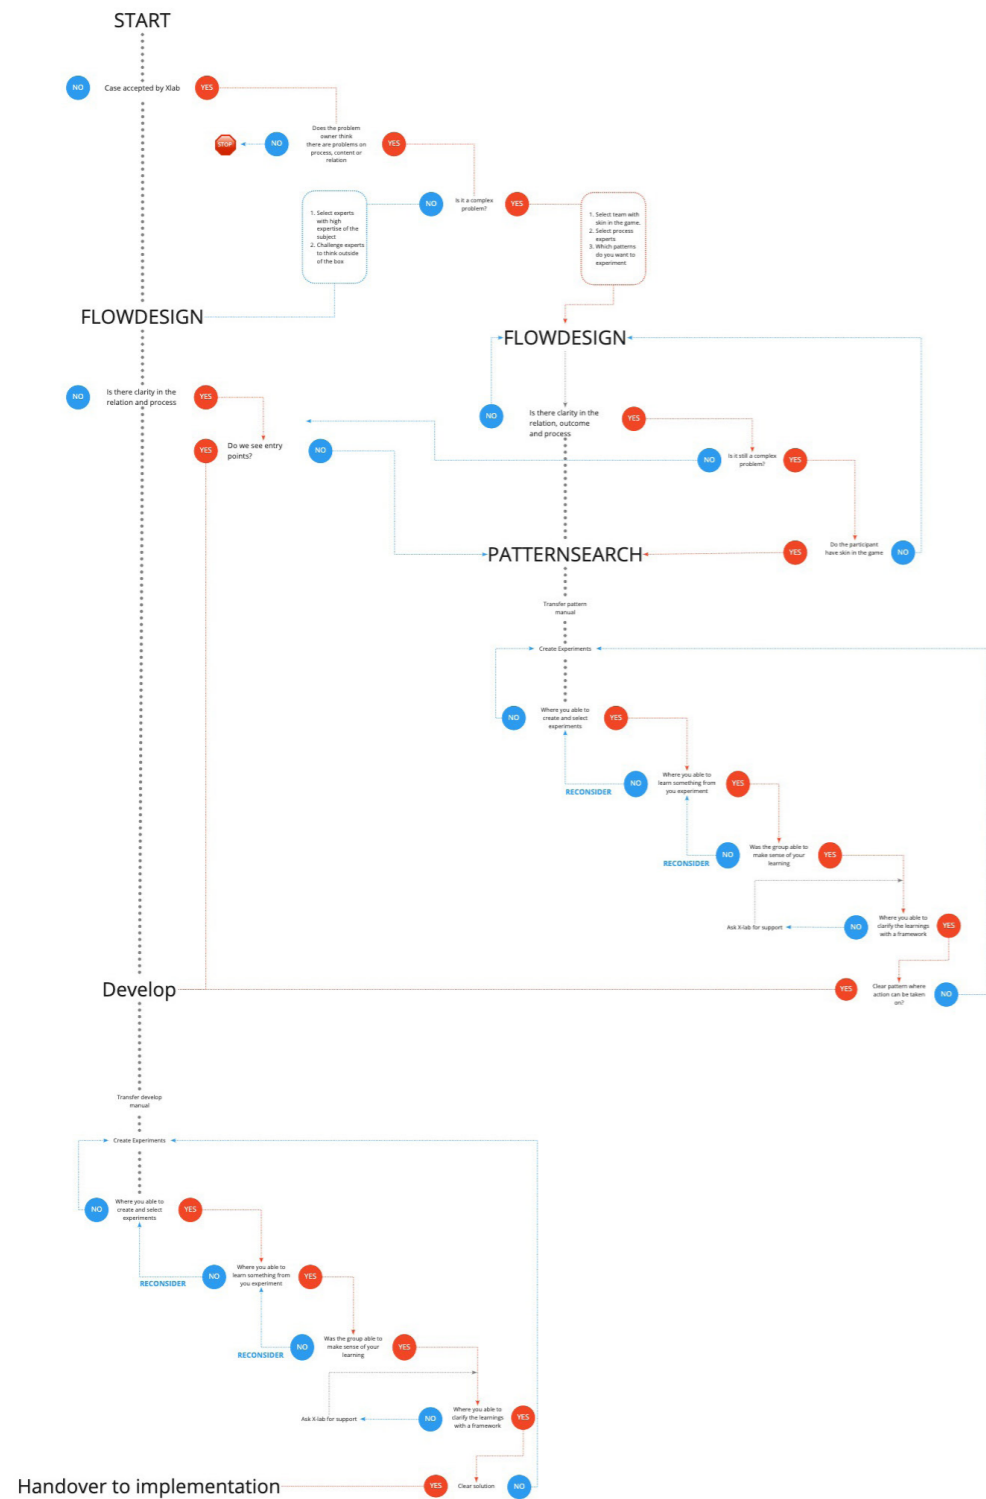 START
NO
Case accepted by Xlab
YES
Does the problem
owner think
there are problems on
process, content or
relation
STOP
NO
YES
Is it a complex
problem?
NO
YES
1. Select experts
with high
expertise of the
subject
2. Challenge experts
to think outside
of the box
1. Select team with
skin in the game.
2. Select process
experts
3. Which patterns
do you want to
experiment
FLOWDESIGN
FLOWDESIGN
NO
Is there clarity in the
relation and process
YES
NO
Is there clarity in the
relation, outcome
and process
YES
YES
Do we see entry
points?
NO
NO
Is it still a complex
problem?
YES
PATTERNSEARCH
YES
Do the participant
have skin in the game
NO
Transfer pattern
manual
Create Experiments
NO
Where you able to
create and select
experiments
YES
RECONSIDER
NO
Where you able to
learn something from
you experiment
YES
RECONSIDER
NO
Was the group able to
make sense of your
learning
YES
Ask X-lab for support
NO
Where you able to
clarify the learnings
with a framework
YES
Develop
YES
Clear pattern where
action can be taken
on?
NO
Transfer develop
manual
Create Experiments
NO
Where you able to
create and select
experiments
YES
RECONSIDER
NO
Where you able to
learn something from
you experiment
YES
RECONSIDER
NO
Was the group able to
make sense of your
learning
YES
Ask X-lab for support
NO
Where you able to
clarify the learnings
with a framework
YES
Handover to implementation
YES
Clear solution
NO